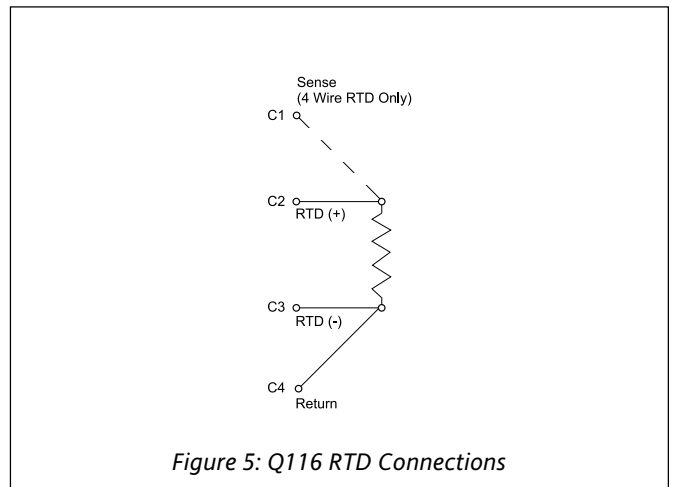 Sense
(4 Wire RTD Only)
C1
C2
RTD (+)
C3
RTD (-)
C4
Return
Figure 5: Q116 RTD Connections